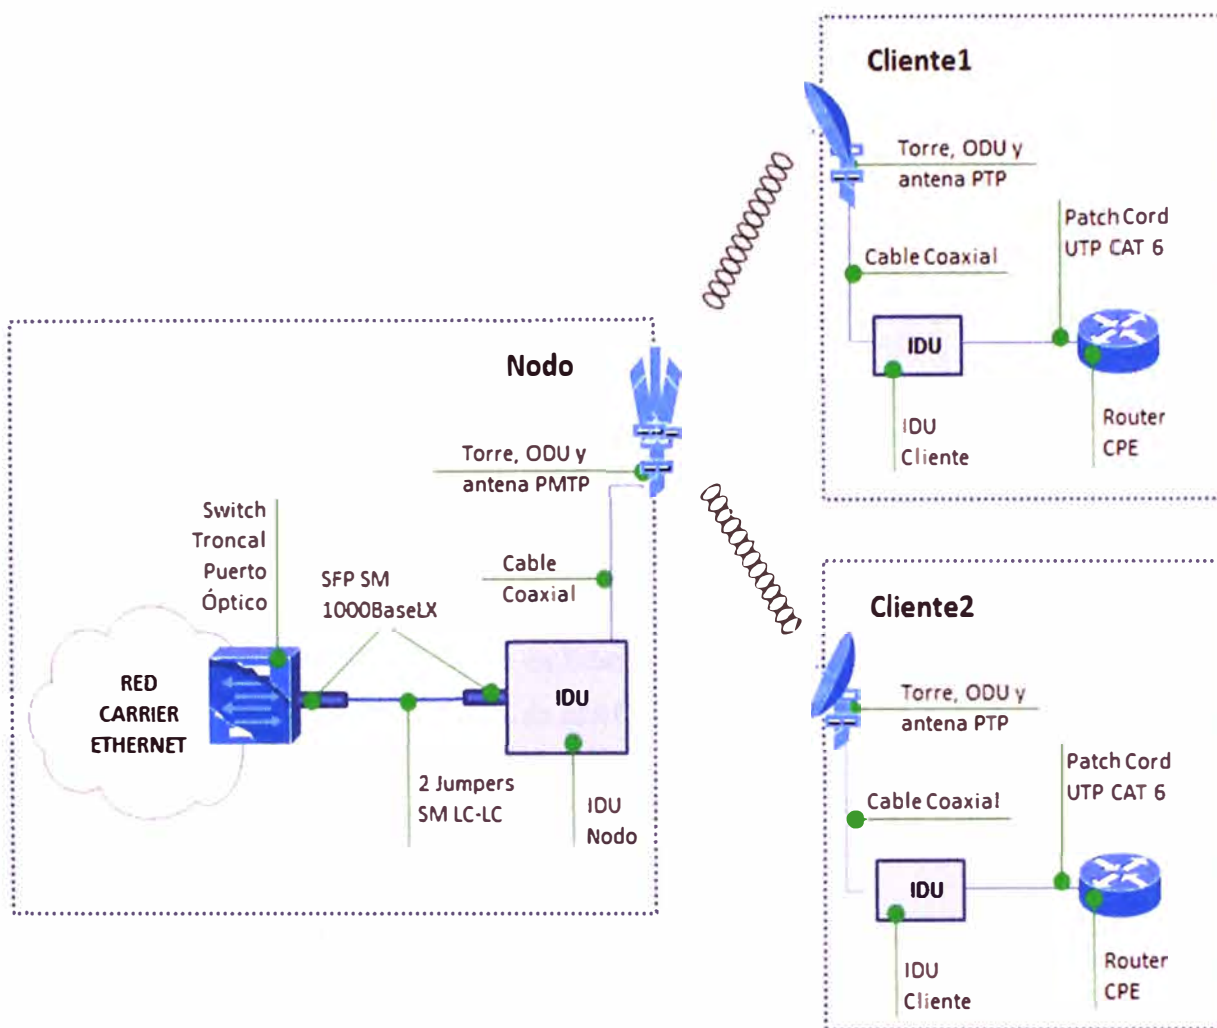 Cliente1
Torre, ODU y
antena PTP
Patch Cord
UTP CAT 6
Cable Coaxial
IDU
IDU
Cliente
Router
CPE
Nodo
Torre, ODU y
antena PMTP
Switch
Troncal
Puerto
Óptico
SFP SM
1000BaseLX
Cable
Coaxial
RED
CARRIER
ETHERNET
IDU
2 Jumpers
SM LC-LC
IDU
Nodo
Cliente2
Torre, ODU y
antena PTP
Patch Cord
UTP CAT 6
Cable Coaxial
IDU
IDU
Cliente
Router
CPE